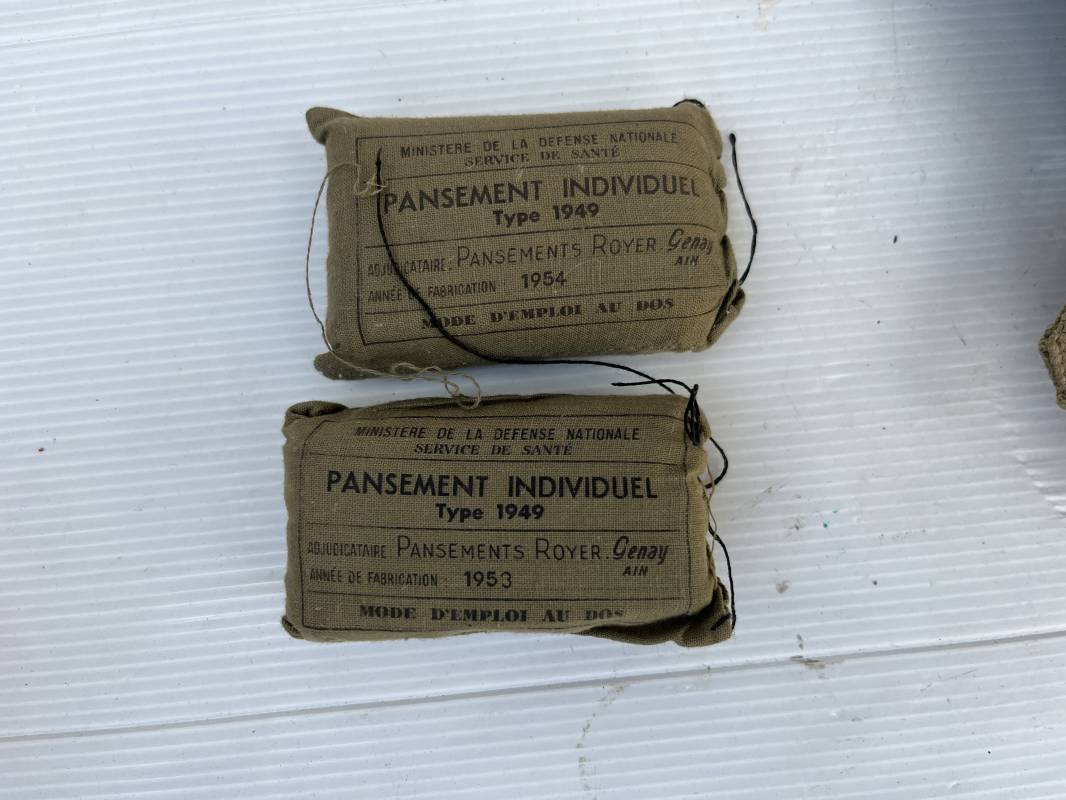 MINISTERE DE LA DEFENSE NATIONALE
SERVICE DE SANTÉ
PANSEMENT INDIVIDUEL
Type 1949
ADJUDICATAIRE: PANSEMENTS ROYER. Genay
AIN
ANNÉE DE FABRICATION : 1954
MODE D'EMPLOI AU DOS
MINISTERE DE LA DEFENSE NATIONALE
SERVICE DE SANTÉ
PANSEMENT INDIVIDUEL
Type 1949
ADJUDICATAIRE: PANSEMENTS ROYER. Genay
AIN
ANNÉE DE FABRICATION : 1953
MODE D'EMPLOI AU DOS